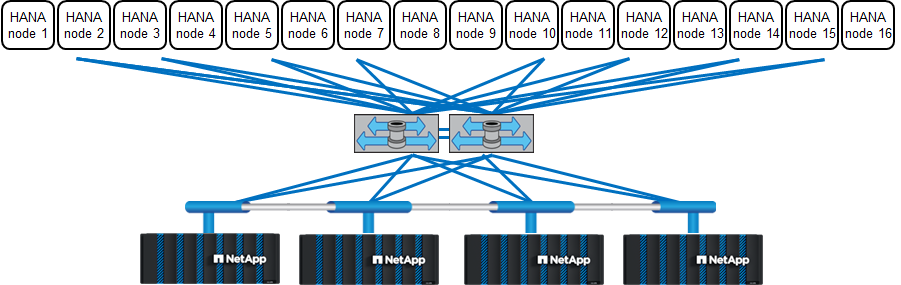 HANA
node 1
HANA
node 2
HANA
node 3
HANA
node 4
HANA
node 5
HANA
node 6
HANA
node 7
HANA
node 8
HANA
node 9
HANA
node 10
HANA
node 11
HANA
node 12
HANA
node 13
HANA
node 14
HANA
node 15
HANA
node 16
NetApp
NetApp
NetApp
NetApp